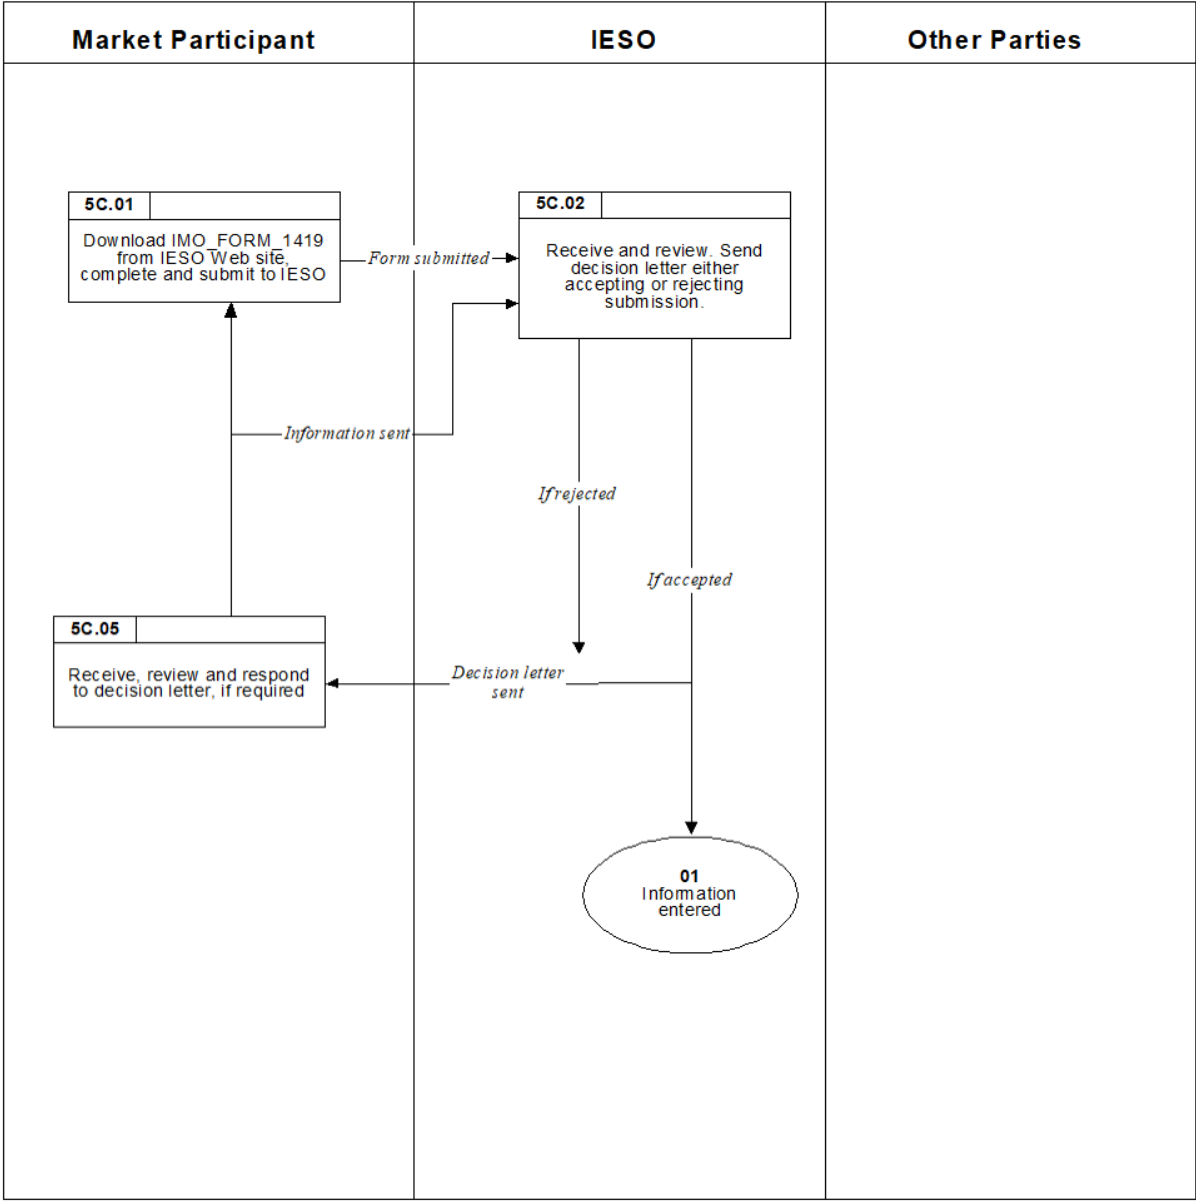 Market Participant
IESO
Other Parties
5C.01
Download IMO_FORM_1419
from IESO Web site,
complete and submit to IESO
Form submitted
5C.02
Receive and review. Send
decision letter either
accepting or rejecting
submission.
Information sent
If rejected
If accepted
5C.05
Receive, review and respond
to decision letter, if required
Decision letter
sent
01
Information
entered